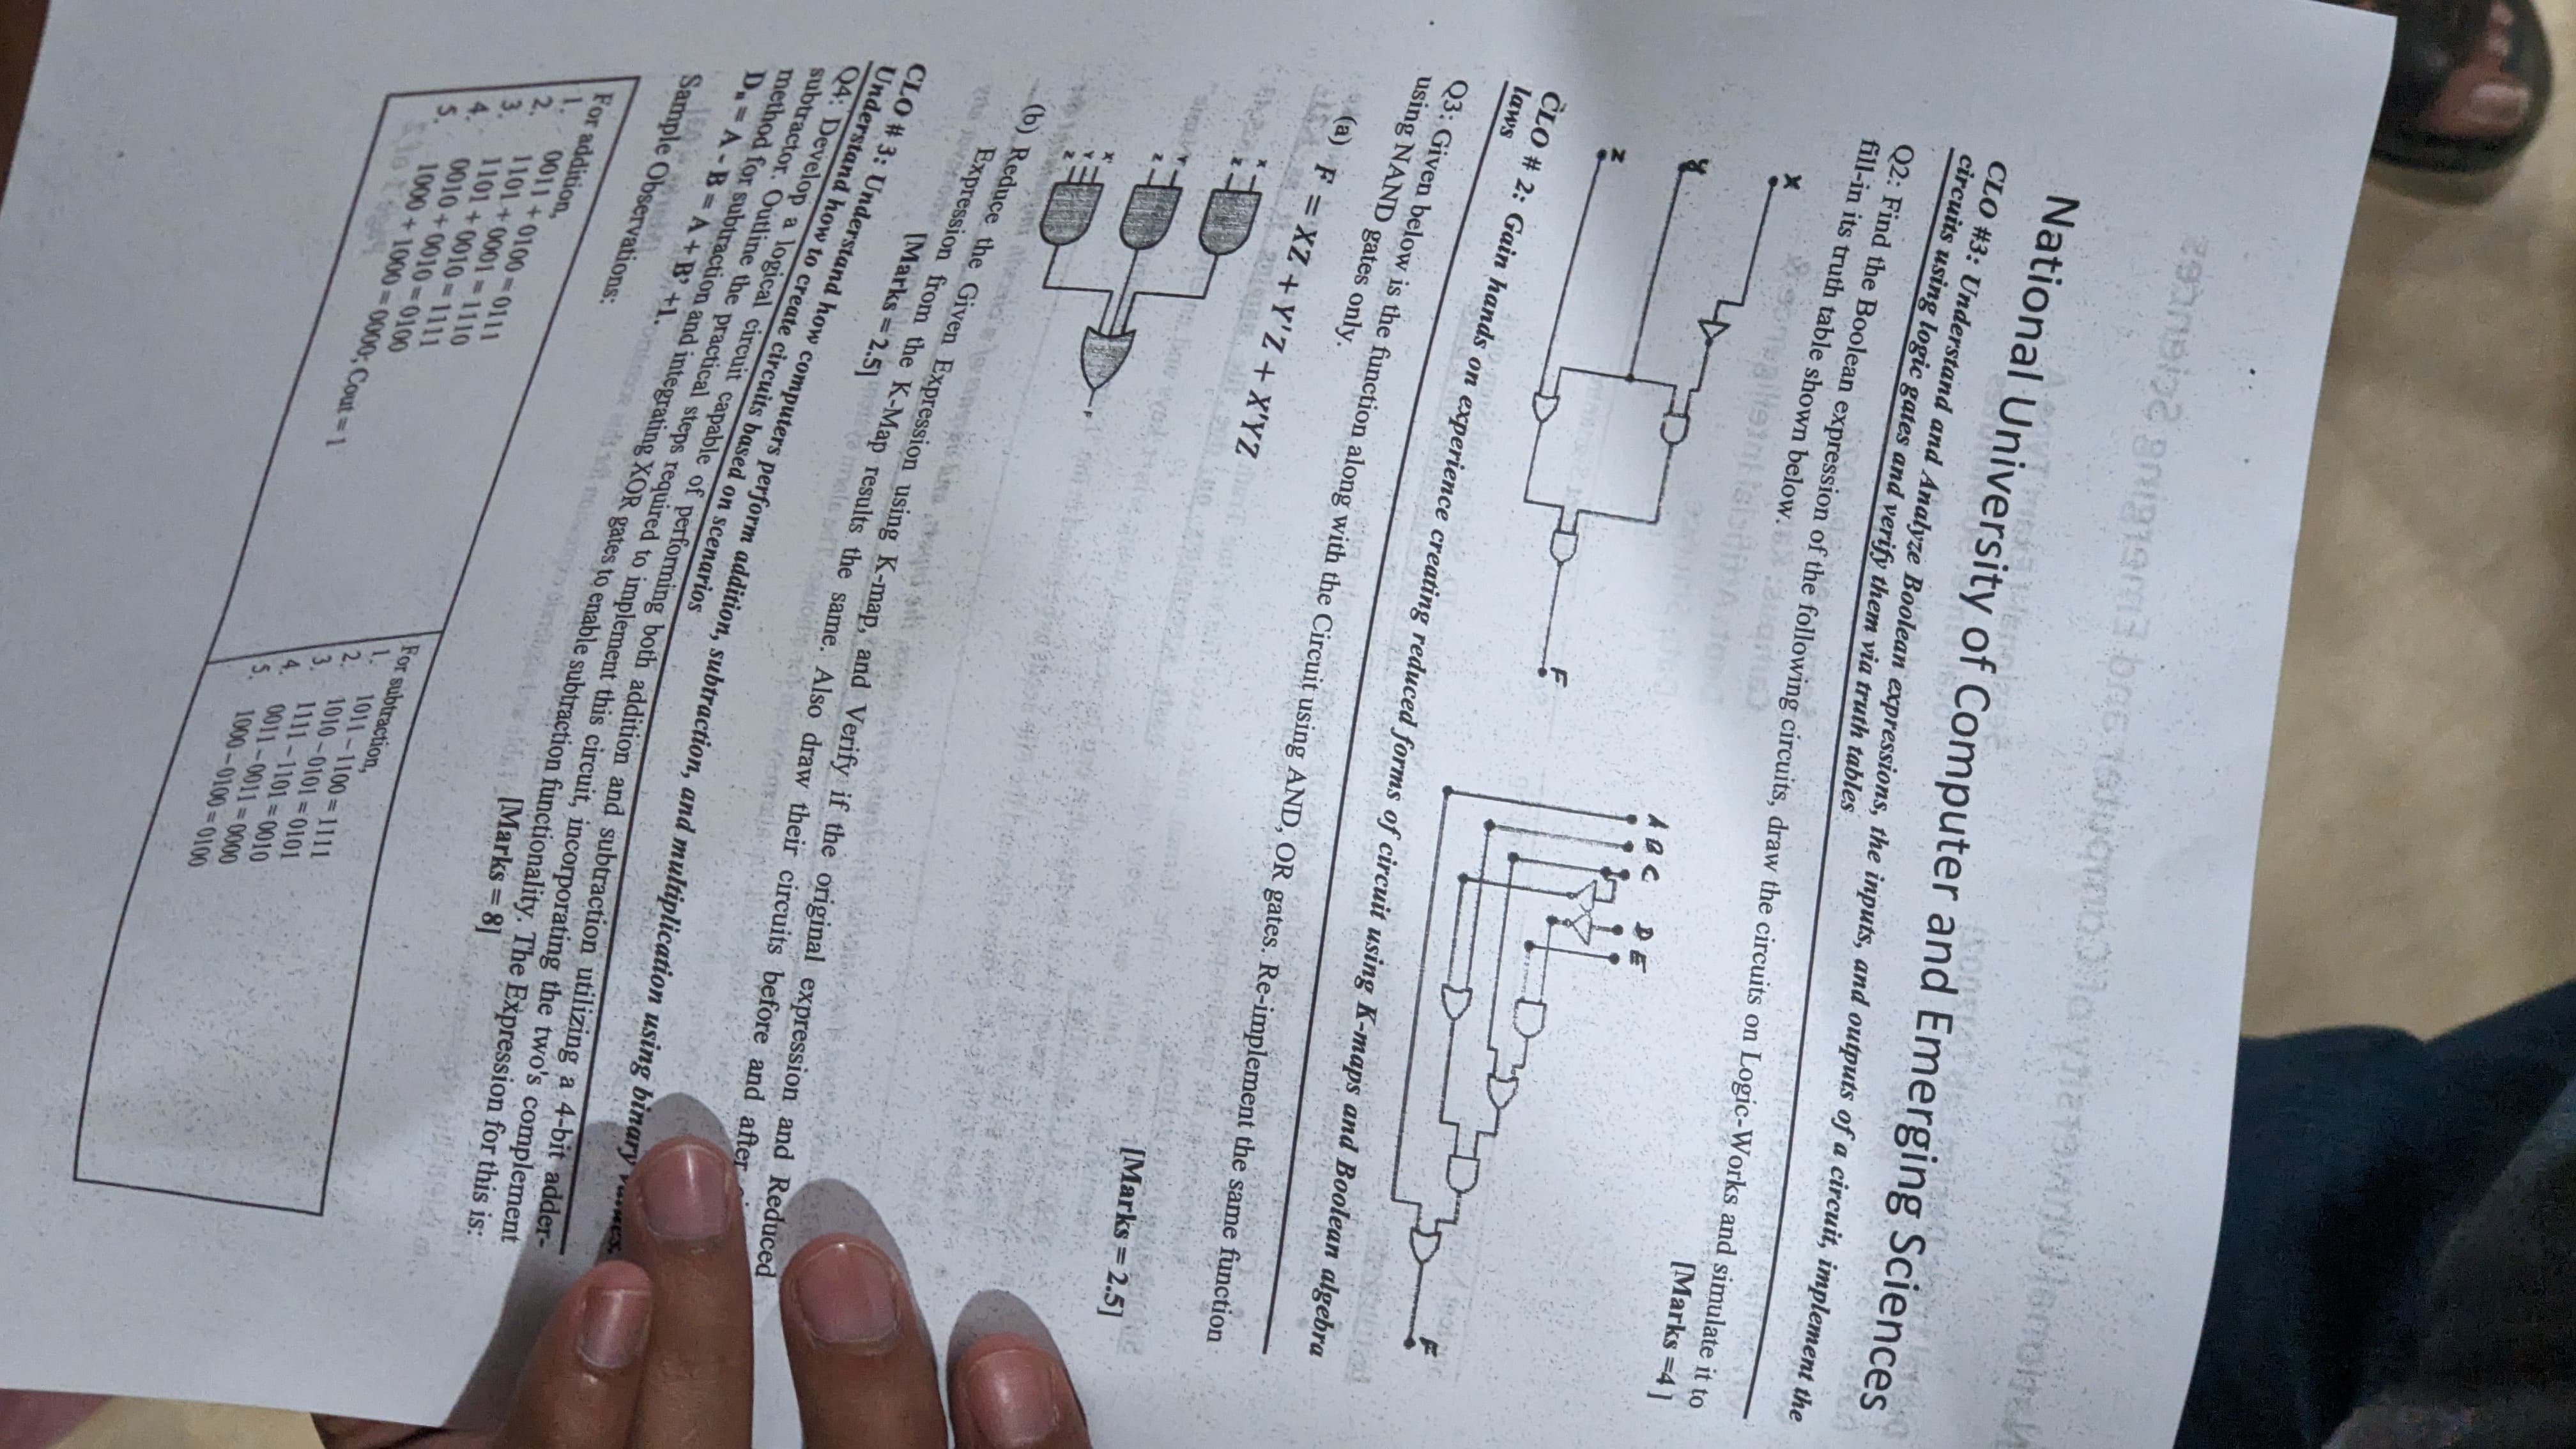 National University of Computer and Emerging Sciences
CLO #3: Understand and Analyze Boolean expressions, the inputs, and outputs of a circuit, implement the
circuits using logic gates and verify them via truth tables
Q2: Find the Boolean expression of the following circuits, draw the circuits on Logic-Works and simulate it to
fill-in its truth table shown below.
[Marks =4 ]
X
Y
Z
F
A B C D E
F
CLO # 2: Gain hands on experience creating reduced forms of circuit using K-maps and Boolean algebra
laws
Q3: Given below is the function along with the Circuit using AND, OR gates. Re-implement the same function
using NAND gates only.
[Marks = 2.5]
(a) F = XZ + Y'Z + X'YZ
X
Z
Y'
Z
X'
Y
Z
F
(b) Reduce the Given Expression using K-map, and Verify if the original expression and Reduced
Expression from the K-Map results the same. Also draw their circuits before and after
[Marks = 2.5]
CLO # 3: Understand how computers perform addition, subtraction, and multiplication using binary values.
Understand how to create circuits based on scenarios
Q4: Develop a logical circuit capable of performing both addition and subtraction utilizing a 4-bit adder-
subtractor. Outline the practical steps required to implement this circuit, incorporating the two's complement
method for subtraction and integrating XOR gates to enable subtraction functionality. The Expression for this is:
Dₙ = A - B = A + B' +1.
[Marks = 8]
Sample Observations:
For addition,
1. 0011 + 0100 = 0111
2. 1101 + 0001 = 1110
3. 1101 + 0010 = 1111
4. 0010 + 0010 = 0100
5. 1000 + 1000 = 0000; Cout = 1
For subtraction,
1. 1011 – 1100 = 1111
2. 1010 – 0101 = 0101
3. 1111 – 1101 = 0010
4. 0011 – 0011 = 0000
5. 1000 – 0100 = 0100